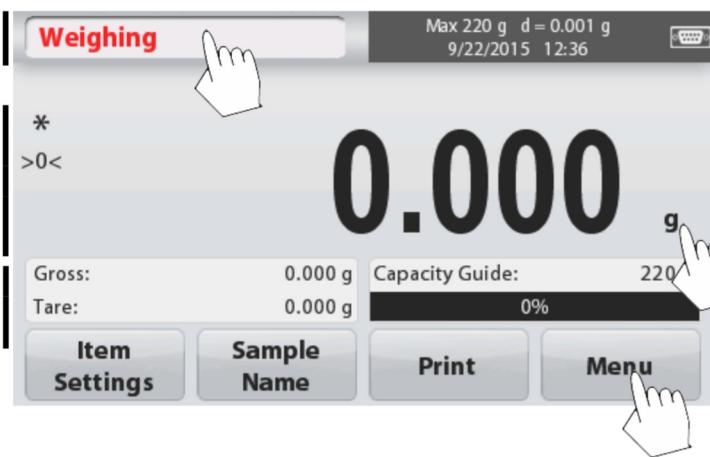 Weighing
Max 220 g d = 0.001 g
9/22/2015 12:36
*
>0<
0.000 g
Gross: 0.000 g
Tare: 0.000 g
Capacity Guide: 220
0%
Item
Settings
Sample
Name
Print
Menu